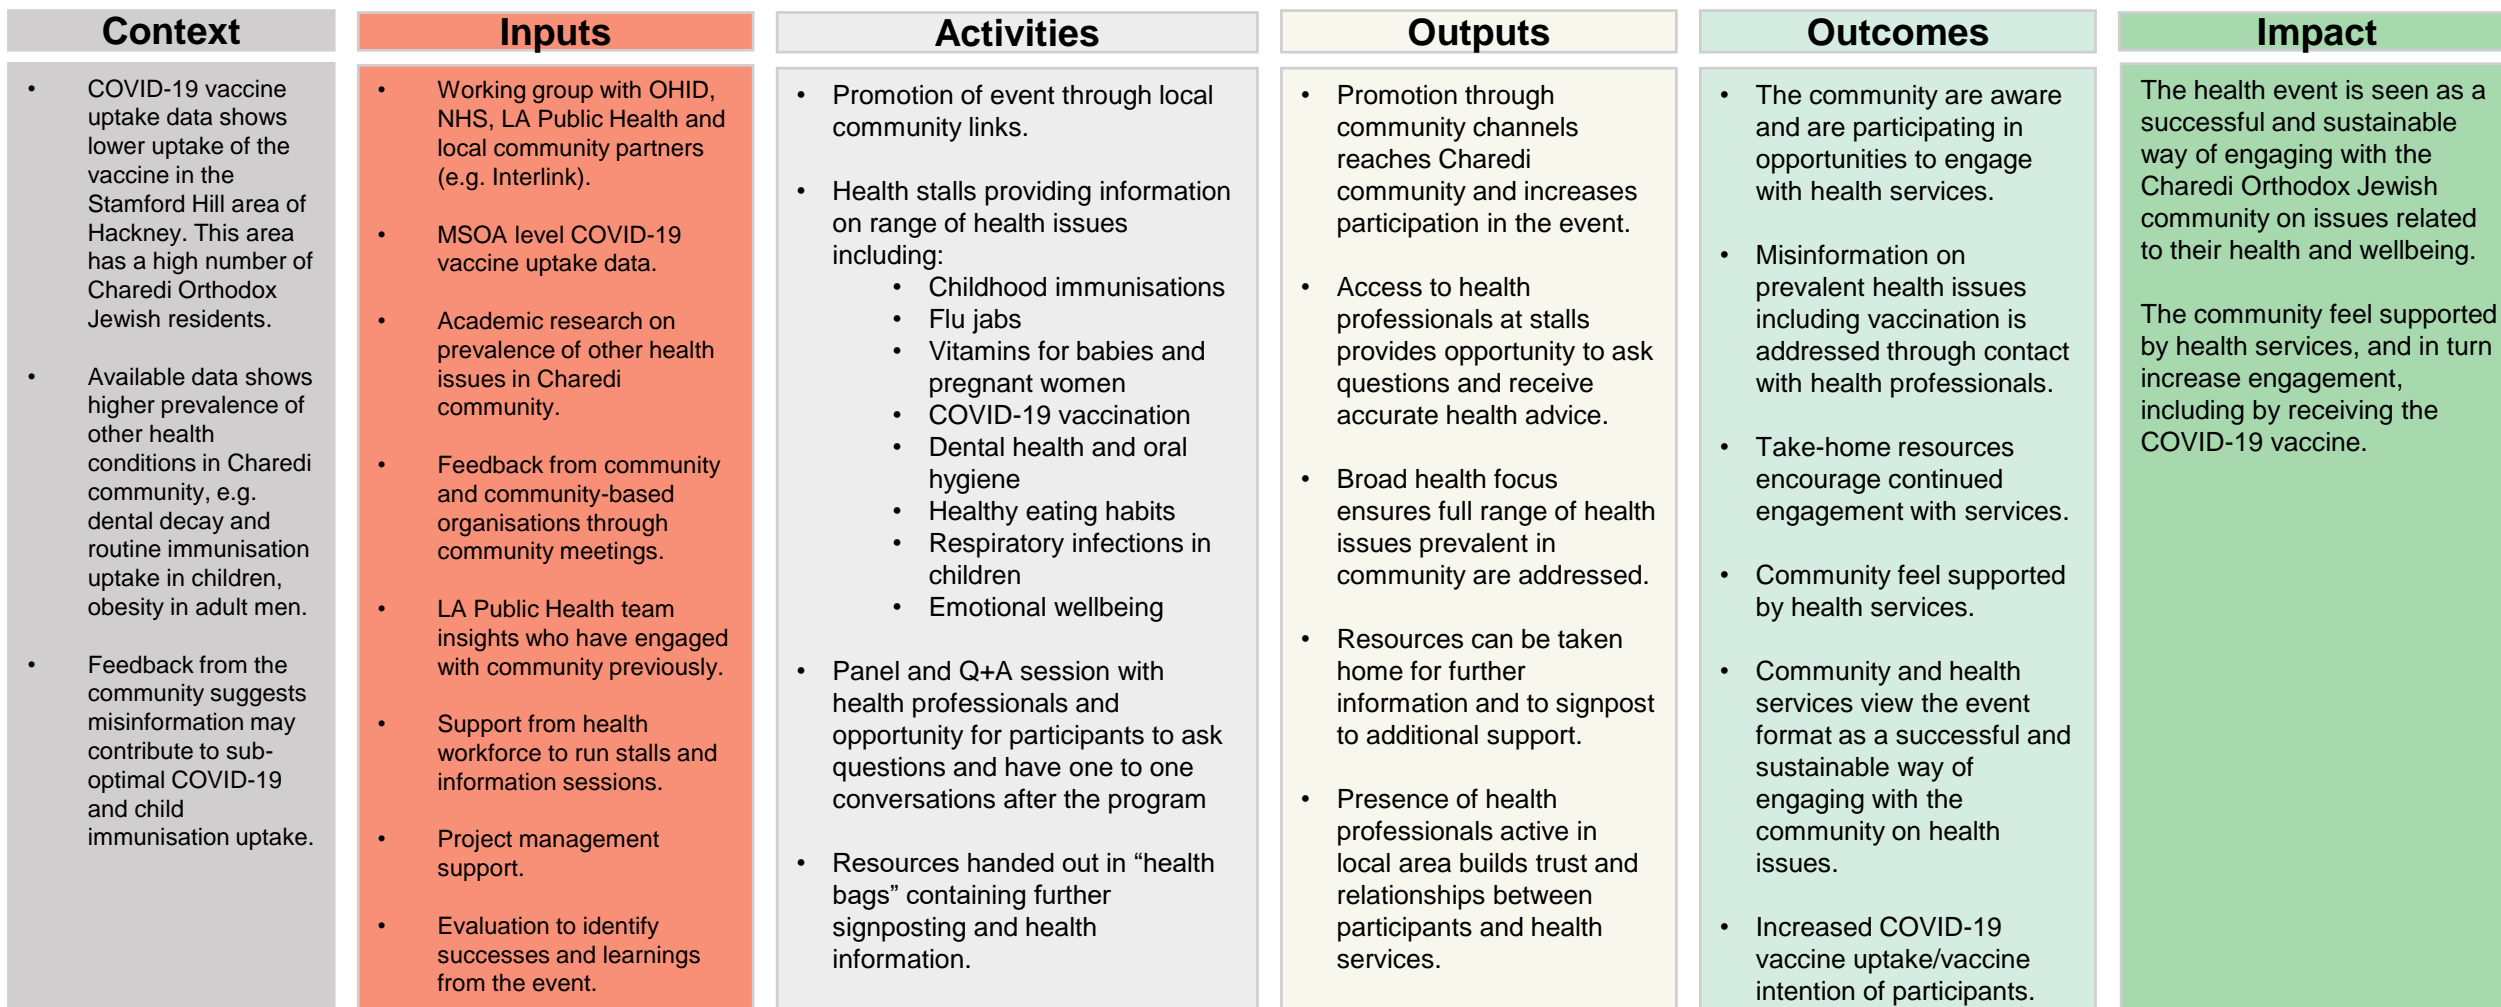 Context
• COVID-19 vaccine
uptake data shows
lower uptake of the
vaccine in the
Stamford Hill area of
Hackney. This area
has a high number of
Charedi Orthodox
Jewish residents.
• Available data shows
higher prevalence of
other health
conditions in Charedi
community, e.g.
dental decay and
routine immunisation
uptake in children,
obesity in adult men.
• Feedback from the
community suggests
misinformation may
contribute to sub-
optimal COVID-19
and child
immunisation uptake.
Inputs
• Working group with OHID,
NHS, LA Public Health and
local community partners
(e.g. Interlink).
• MSOA level COVID-19
vaccine uptake data.
• Academic research on
prevalence of other health
issues in Charedi
community.
• Feedback from community
and community-based
organisations through
community meetings.
• LA Public Health team
insights who have engaged
with community previously.
• Support from health
workforce to run stalls and
information sessions.
• Project management
support.
• Evaluation to identify
successes and learnings
from the event.
Activities
• Promotion of event through local
community links.
• Health stalls providing information
on range of health issues
including:
• Childhood immunisations
• Flu jabs
• Vitamins for babies and
pregnant women
• COVID-19 vaccination
• Dental health and oral
hygiene
• Healthy eating habits
• Respiratory infections in
children
• Emotional wellbeing
• Panel and Q+A session with
health professionals and
opportunity for participants to ask
questions and have one to one
conversations after the program
• Resources handed out in “health
bags” containing further
signposting and health
information.
Outputs
• Promotion through
community channels
reaches Charedi
community and increases
participation in the event.
• Access to health
professionals at stalls
provides opportunity to ask
questions and receive
accurate health advice.
• Broad health focus
ensures full range of health
issues prevalent in
community are addressed.
• Resources can be taken
home for further
information and to signpost
to additional support.
• Presence of health
professionals active in
local area builds trust and
relationships between
participants and health
services.
Outcomes
• The community are aware
and are participating in
opportunities to engage
with health services.
• Misinformation on
prevalent health issues
including vaccination is
addressed through contact
with health professionals.
• Take-home resources
encourage continued
engagement with services.
• Community feel supported
by health services.
• Community and health
services view the event
format as a successful and
sustainable way of
engaging with the
community on health
issues.
• Increased COVID-19
vaccine uptake/vaccine
intention of participants.
Impact
The health event is seen as a
successful and sustainable
way of engaging with the
Charedi Orthodox Jewish
community on issues related
to their health and wellbeing.
The community feel supported
by health services, and in turn
increase engagement,
including by receiving the
COVID-19 vaccine.